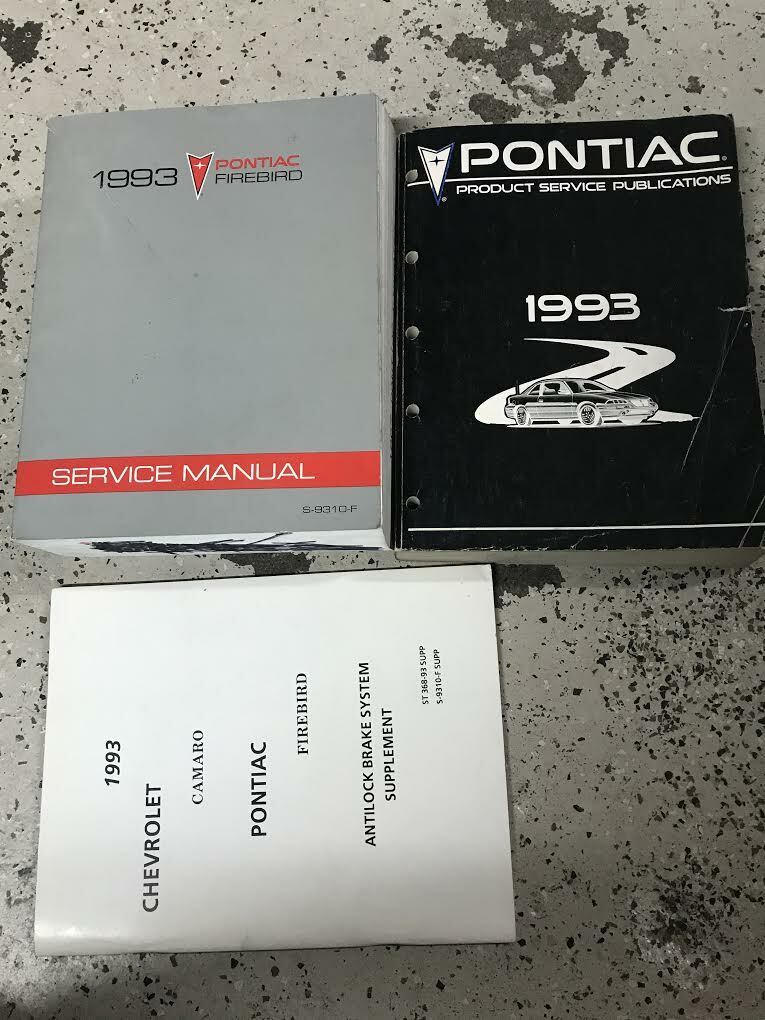 1993 PONTIAC
FIREBIRD
SERVICE MANUAL
S-9310-F
PONTIAC®
PRODUCT SERVICE PUBLICATIONS
®
1993
1993
CHEVROLET
CAMARO
PONTIAC
FIREBIRD
ANTILOCK BRAKE SYSTEM
SUPPLEMENT
ST 368-93 SUPP
S-9310-F SUPP